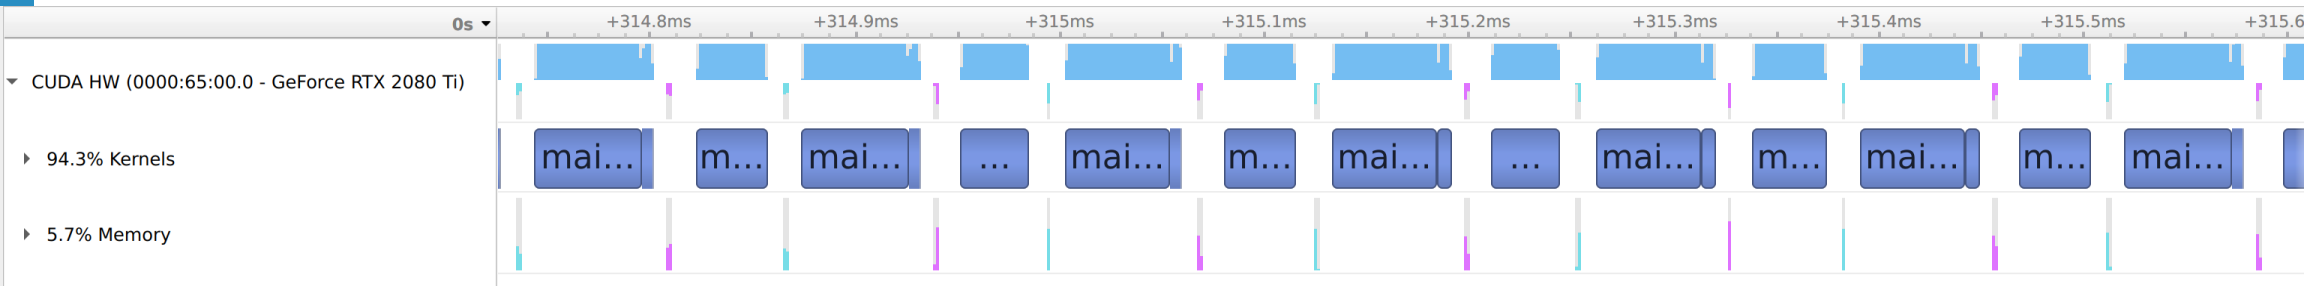 0s +314.8ms +314.9ms +315ms +315.1ms +315.2ms +315.3ms +315.4ms +315.5ms +315.6
CUDA HW (0000:65:00.0 - GeForce RTX 2080 Ti)
94.3% Kernels mai... m... mai... ... mai... m... mai... ... mai... m... mai... m... mai...
5.7% Memory